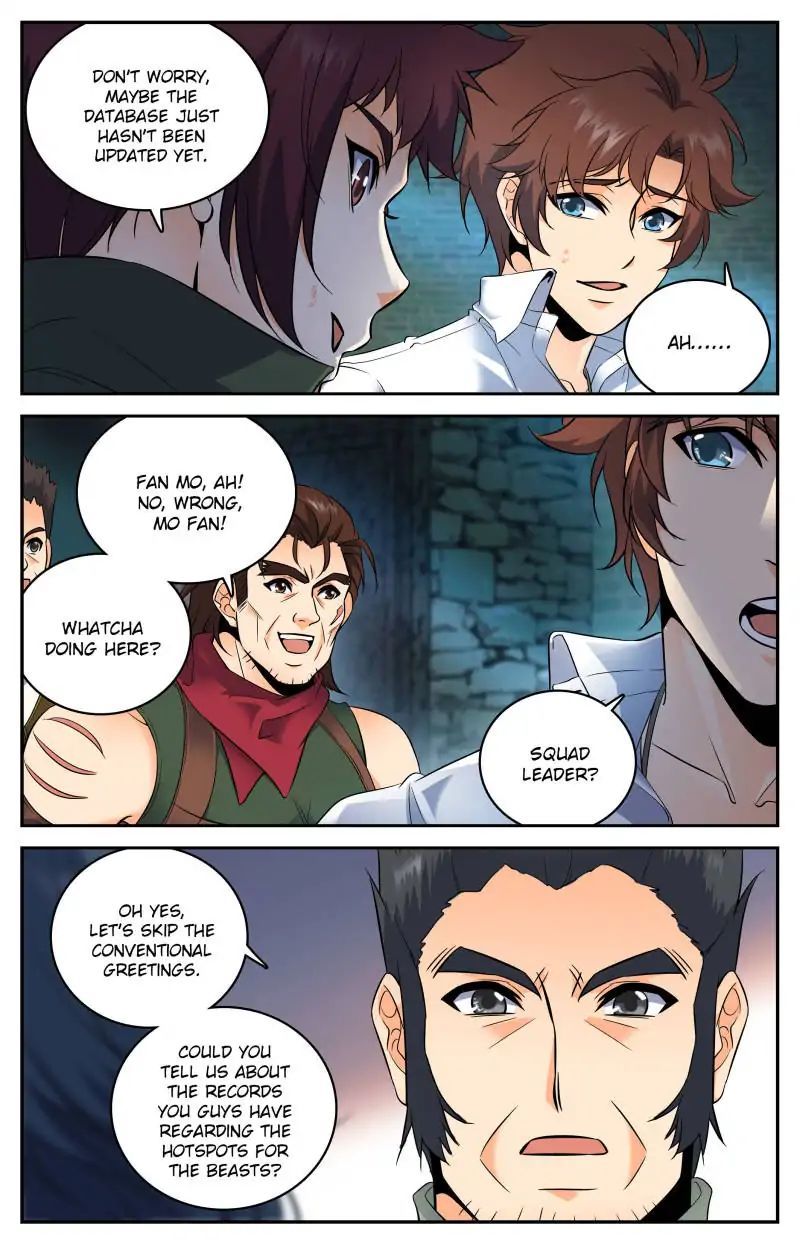 DON'T WORRY,
MAYBE THE
DATABASE JUST
HASN'T BEEN
UPDATED YET.
AH......
FAN MO, AH!
NO, WRONG,
MO FAN!
WHATCHA
DOING HERE?
SQUAD
LEADER?
OH YES,
LET'S SKIP THE
CONVENTIONAL
GREETINGS.
COULD YOU
TELL US ABOUT
THE RECORDS
YOU GUYS HAVE
REGARDING THE
HOTSPOTS FOR
THE BEASTS?